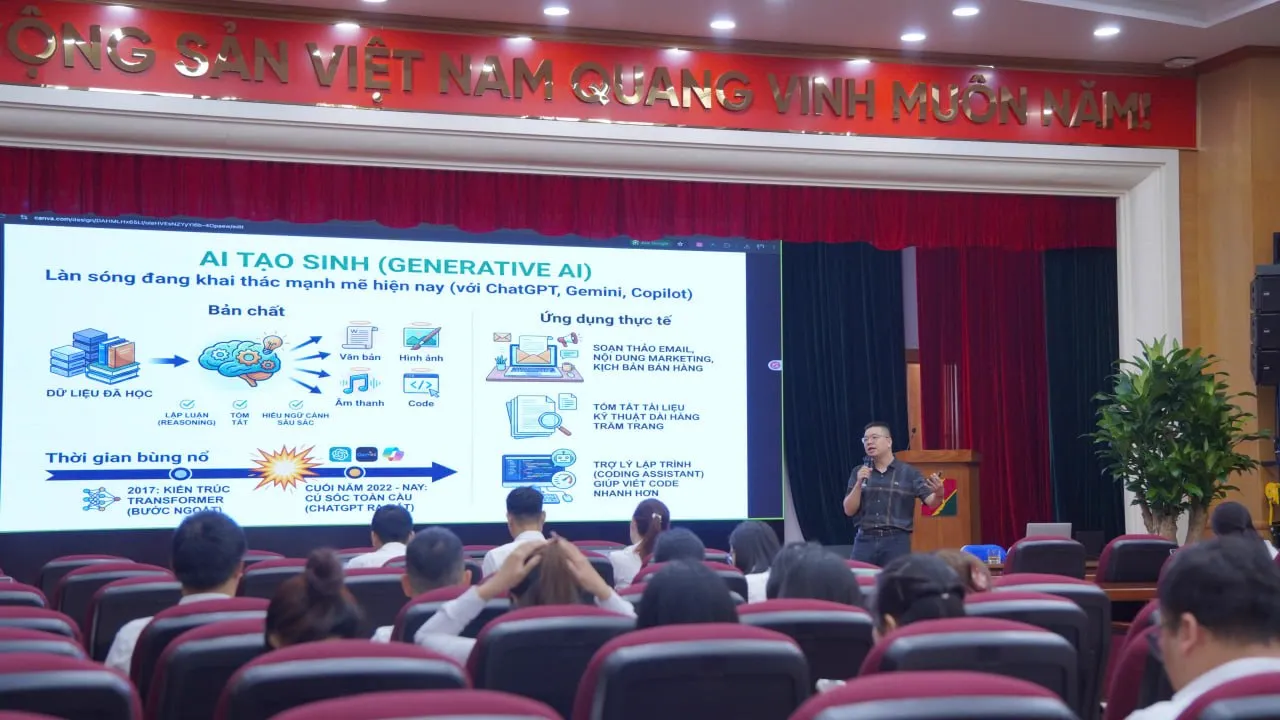 ỘNG SẢN VIỆT NAM QUANG VINH MUÔN NĂM!
AI TẠO SINH (GENERATIVE AI)
Làn sóng đang khai thác mạnh mẽ hiện nay (với ChatGPT, Gemini, Copilot)
Bản chất
DỮ LIỆU ĐÃ HỌC
LẬP LUẬN
(REASONING)
TÓM
TẮT
HIỂU NGỮ CẢNH
SÂU SẮC
Văn bản
Hình ảnh
Âm thanh
Code
Thời gian bùng nổ
2017: KIẾN TRÚC
TRANSFORMER
(BƯỚC NGOẶT)
CUỐI NĂM 2022 - NAY:
CÚ SỐC TOÀN CẦU
(CHATGPT RA MẮT)
Ứng dụng thực tế
SOẠN THẢO EMAIL,
NỘI DUNG MARKETING,
KỊCH BẢN BÁN HÀNG
TÓM TẮT TÀI LIỆU
KỸ THUẬT DÀI HÀNG
TRĂM TRANG
TRỢ LÝ LẬP TRÌNH
(CODING ASSISTANT)
GIÚP VIẾT CODE
NHANH HƠN